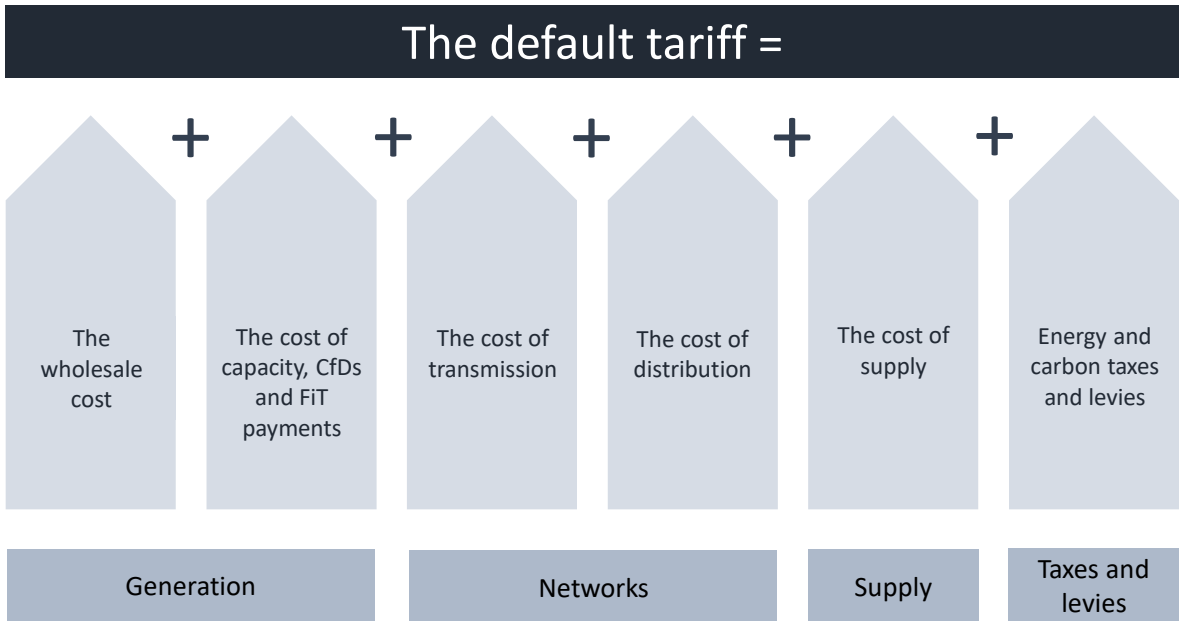 The default tariff =
+
+
+
+
+
The
wholesale
cost
The cost of
capacity, CfDs
and FiT
payments
The cost of
transmission
The cost of
distribution
The cost of
supply
Energy and
carbon taxes
and levies
Generation
Networks
Supply
Taxes and
levies